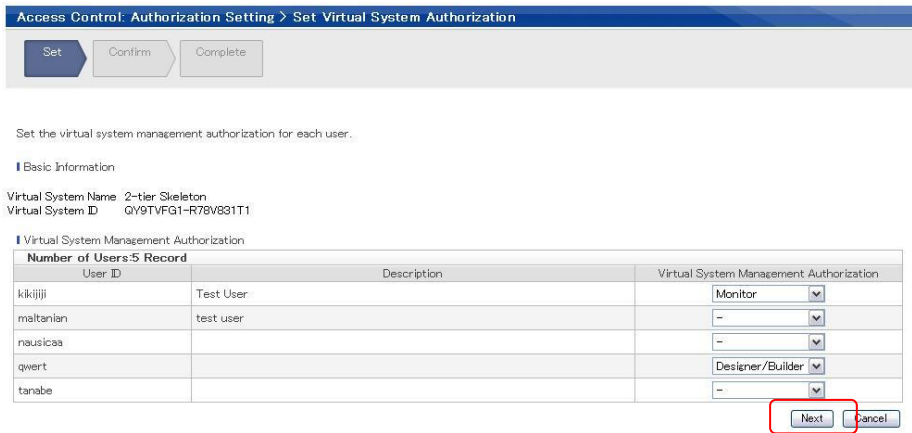 Access Control: Authorization Setting > Set Virtual System Authorization
Set Confirm Complete
Set the virtual system management authorization for each user.
Basic Information
Virtual System Name 2-tier Skeleton
Virtual System ID QY9TVFG1-R78V831T1
Virtual System Management Authorization
Number of Users:5 Record
User ID Description Virtual System Management Authorization
kikijiji Test User Monitor
maltanian test user -
nausicaa -
qwert Designer/Builder
tanabe -
Next Cancel